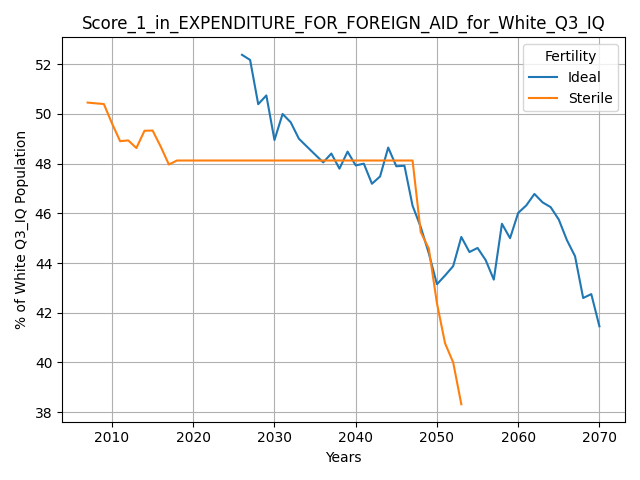 Score_1_in_EXPENDITURE_FOR_FOREIGN_AID_for_White_Q3_IQ
Fertility
Ideal
Sterile
% of White Q3_IQ Population
52
50
48
46
44
42
40
38
2010 2020 2030 2040 2050 2060 2070
Years